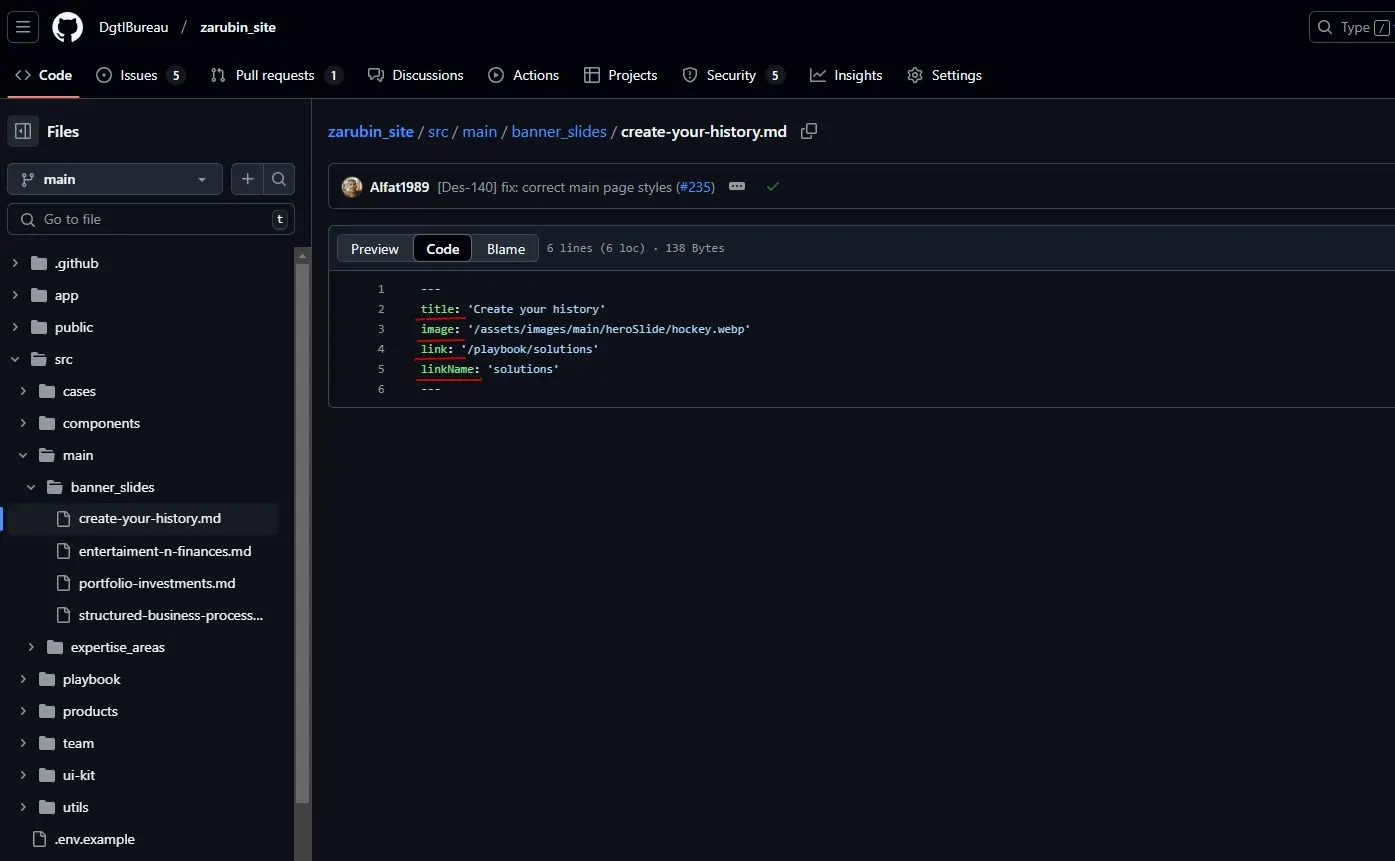 DgtlBureau / zarubin_site
Type /
Code Issues 5 Pull requests 1 Discussions Actions Projects Security 5 Insights Settings
Files
main
Go to file t
.github
app
public
src
cases
components
main
banner_slides
create-your-history.md
entertaiment-n-finances.md
portfolio-investments.md
structured-business-process...
expertise_areas
playbook
products
team
ui-kit
utils
.env.example
zarubin_site / src / main / banner_slides / create-your-history.md
Alfat1989 [Des-140] fix: correct main page styles (#235)
Preview Code Blame 6 lines (6 loc) · 138 Bytes
1 ---
2 title: 'Create your history'
3 image: '/assets/images/main/heroSlide/hockey.webp'
4 link: '/playbook/solutions'
5 linkName: 'solutions'
6 ---